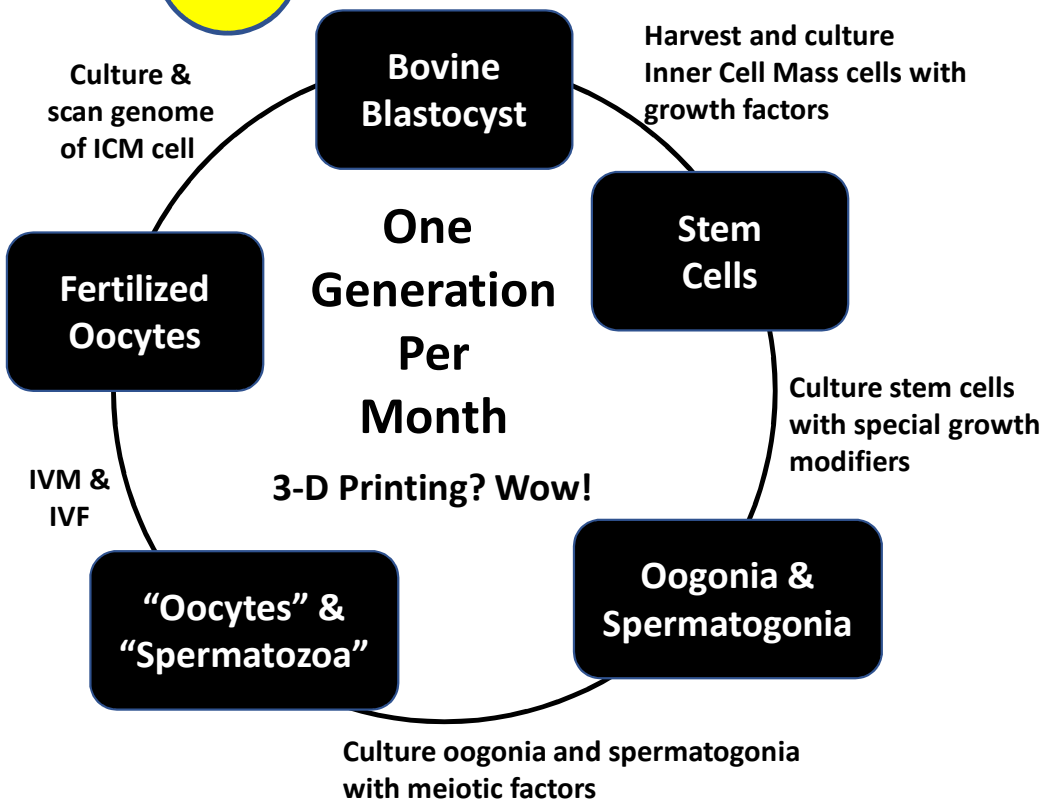 Bovine
Blastocyst
Harvest and culture
Inner Cell Mass cells with
growth factors
Stem
Cells
Culture stem cells
with special growth
modifiers
Oogonia &
Spermatogonia
Culture oogonia and spermatogonia
with meiotic factors
“Oocytes” &
“Spermatozoa”
IVM &
IVF
Fertilized
Oocytes
Culture &
scan genome
of ICM cell
One
Generation
Per
Month
3-D Printing? Wow!